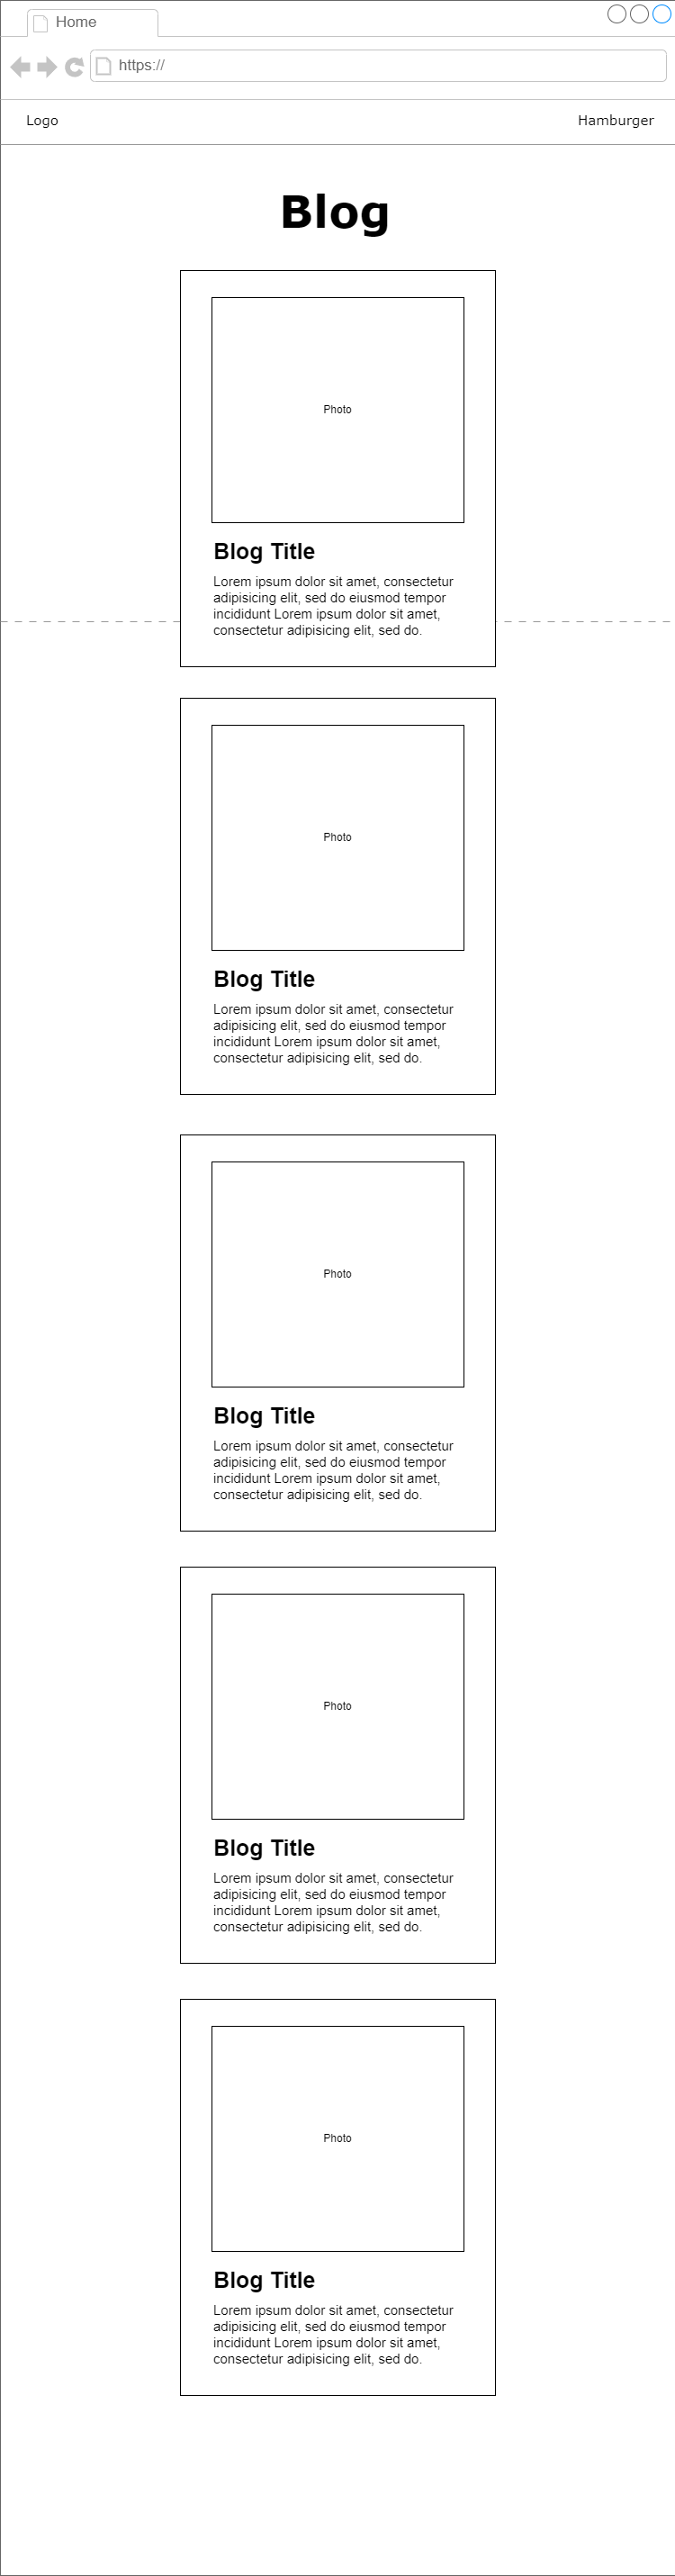 Home
https://
Logo
Hamburger
Blog
Photo
Blog Title
Lorem ipsum dolor sit amet, consectetur
adipisicing elit, sed do eiusmod tempor
incididunt Lorem ipsum dolor sit amet,
consectetur adipisicing elit, sed do.
Photo
Blog Title
Lorem ipsum dolor sit amet, consectetur
adipisicing elit, sed do eiusmod tempor
incididunt Lorem ipsum dolor sit amet,
consectetur adipisicing elit, sed do.
Photo
Blog Title
Lorem ipsum dolor sit amet, consectetur
adipisicing elit, sed do eiusmod tempor
incididunt Lorem ipsum dolor sit amet,
consectetur adipisicing elit, sed do.
Photo
Blog Title
Lorem ipsum dolor sit amet, consectetur
adipisicing elit, sed do eiusmod tempor
incididunt Lorem ipsum dolor sit amet,
consectetur adipisicing elit, sed do.
Photo
Blog Title
Lorem ipsum dolor sit amet, consectetur
adipisicing elit, sed do eiusmod tempor
incididunt Lorem ipsum dolor sit amet,
consectetur adipisicing elit, sed do.